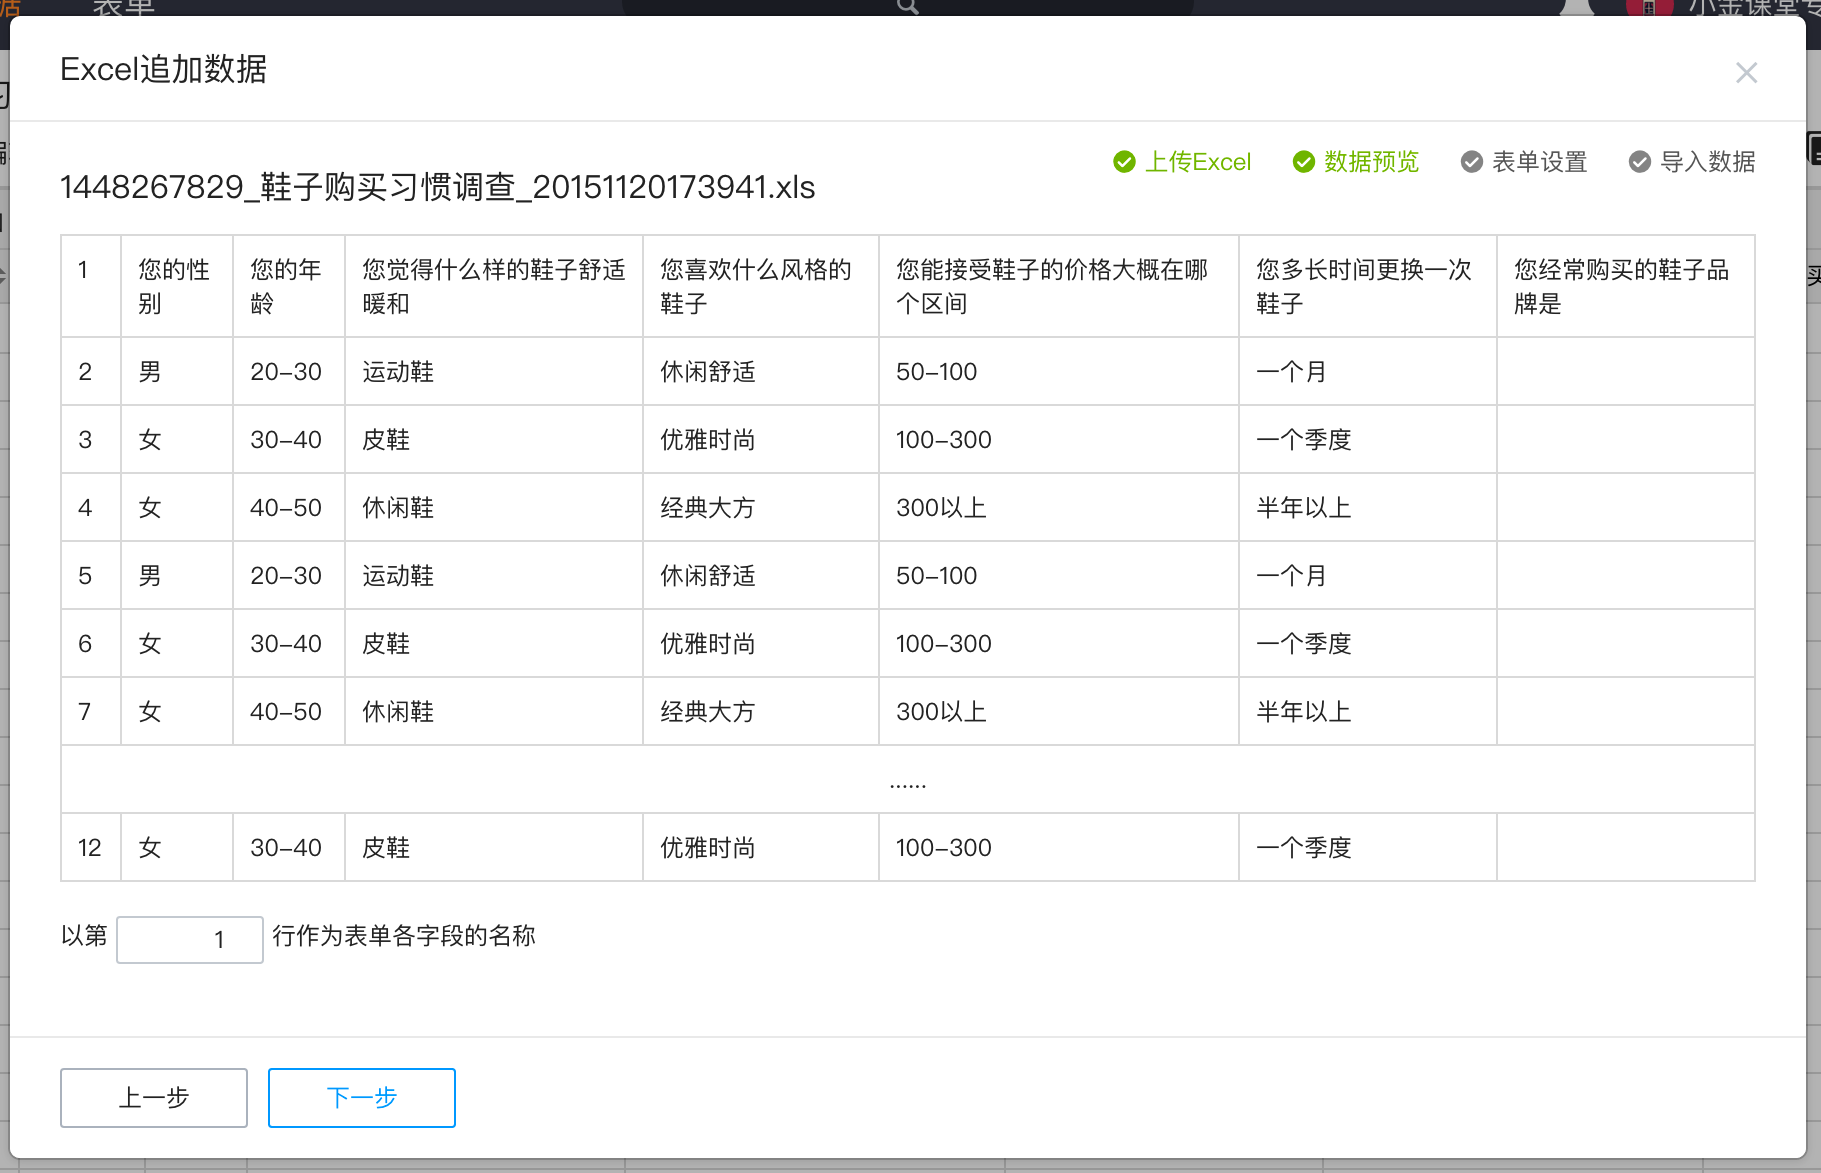 表单
Excel追加数据
上传Excel 数据预览 表单设置 导入数据
1448267829_鞋子购买习惯调查_20151120173941.xls
1 您的性别 您的年龄 您觉得什么样的鞋子舒适暖和 您喜欢什么风格的鞋子 您能接受鞋子的价格大概在哪个区间 您多长时间更换一次鞋子 您经常购买的鞋子品牌是
2 男 20-30 运动鞋 休闲舒适 50-100 一个月
3 女 30-40 皮鞋 优雅时尚 100-300 一个季度
4 女 40-50 休闲鞋 经典大方 300以上 半年以上
5 男 20-30 运动鞋 休闲舒适 50-100 一个月
6 女 30-40 皮鞋 优雅时尚 100-300 一个季度
7 女 40-50 休闲鞋 经典大方 300以上 半年以上
......
12 女 30-40 皮鞋 优雅时尚 100-300 一个季度
以第 1 行作为表单各字段的名称
上一步 下一步